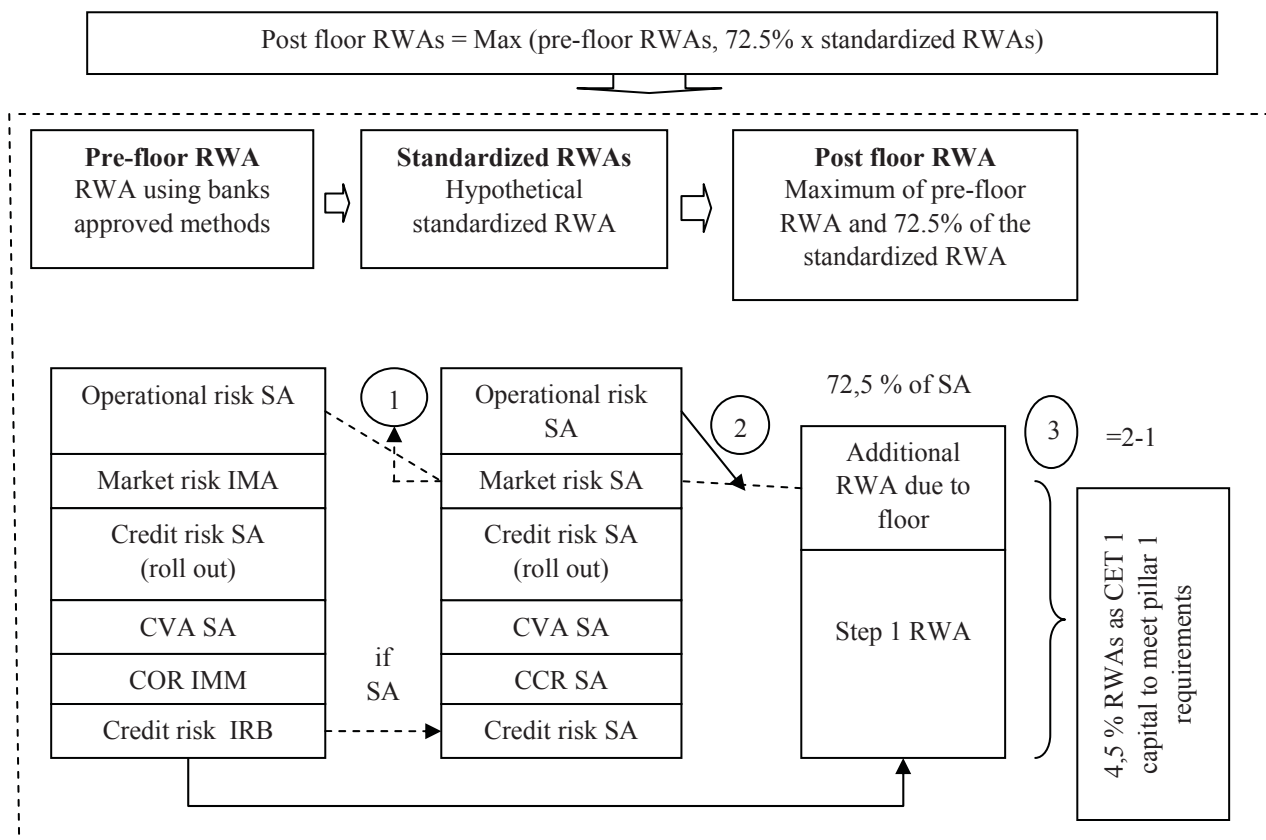 Post floor RWAs = Max (pre-floor RWAs, 72.5% x standardized RWAs)
Pre-floor RWA
RWA using banks
approved methods
Standardized RWAs
Hypothetical
standardized RWA
Post floor RWA
Maximum of pre-floor
RWA and 72.5% of the
standardized RWA
Operational risk SA
Market risk IMA
Credit risk SA
(roll out)
CVA SA
COR IMM
Credit risk IRB
1
if
SA
Operational risk
SA
Market risk SA
Credit risk SA
(roll out)
CVA SA
CCR SA
Credit risk SA
2
72,5 % of SA
Additional
RWA due to
floor
Step 1 RWA
3
=2-1
4,5 % RWAs as CET 1
capital to meet pillar 1
requirements